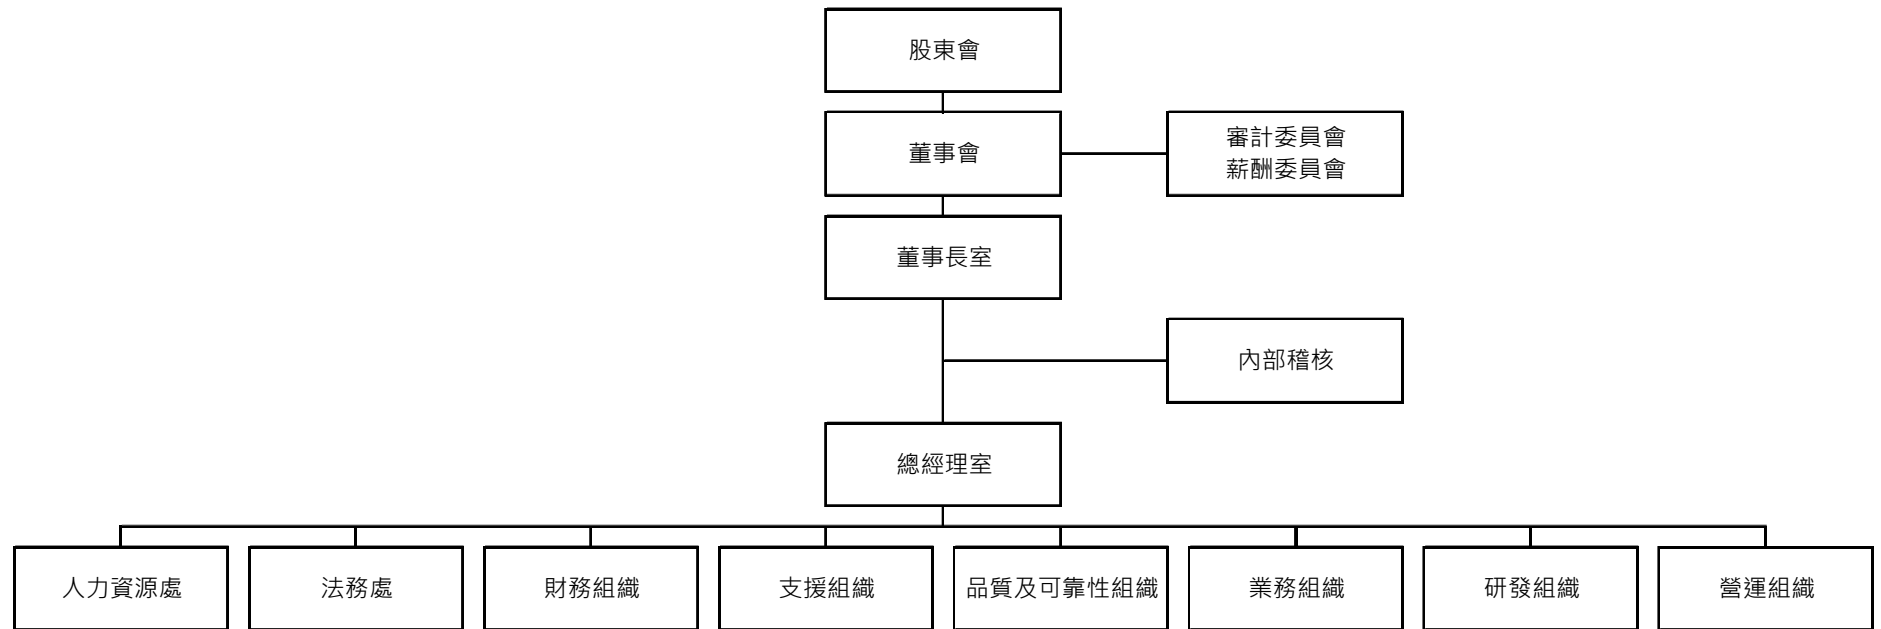 股東會
董事會
審計委員會
薪酬委員會
董事長室
內部稽核
總經理室
人力資源處
法務處
財務組織
支援組織
品質及可靠性組織
業務組織
研發組織
營運組織